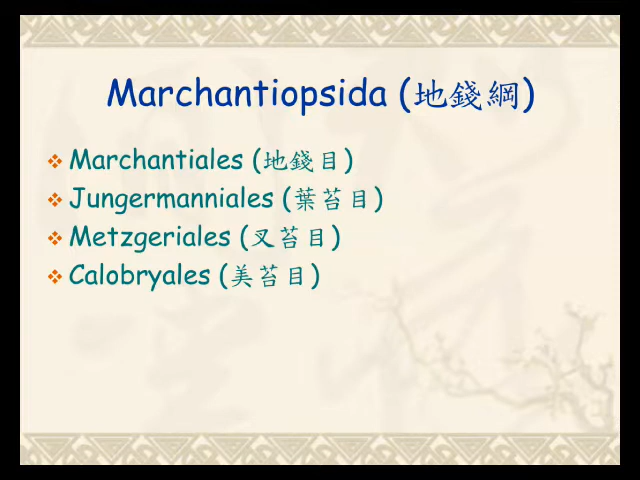 Marchantiopsida (地錢綱)
Marchantiales (地錢目)
Jungermanniales (葉苔目)
Metzgeriales (叉苔目)
Calobryales (美苔目)